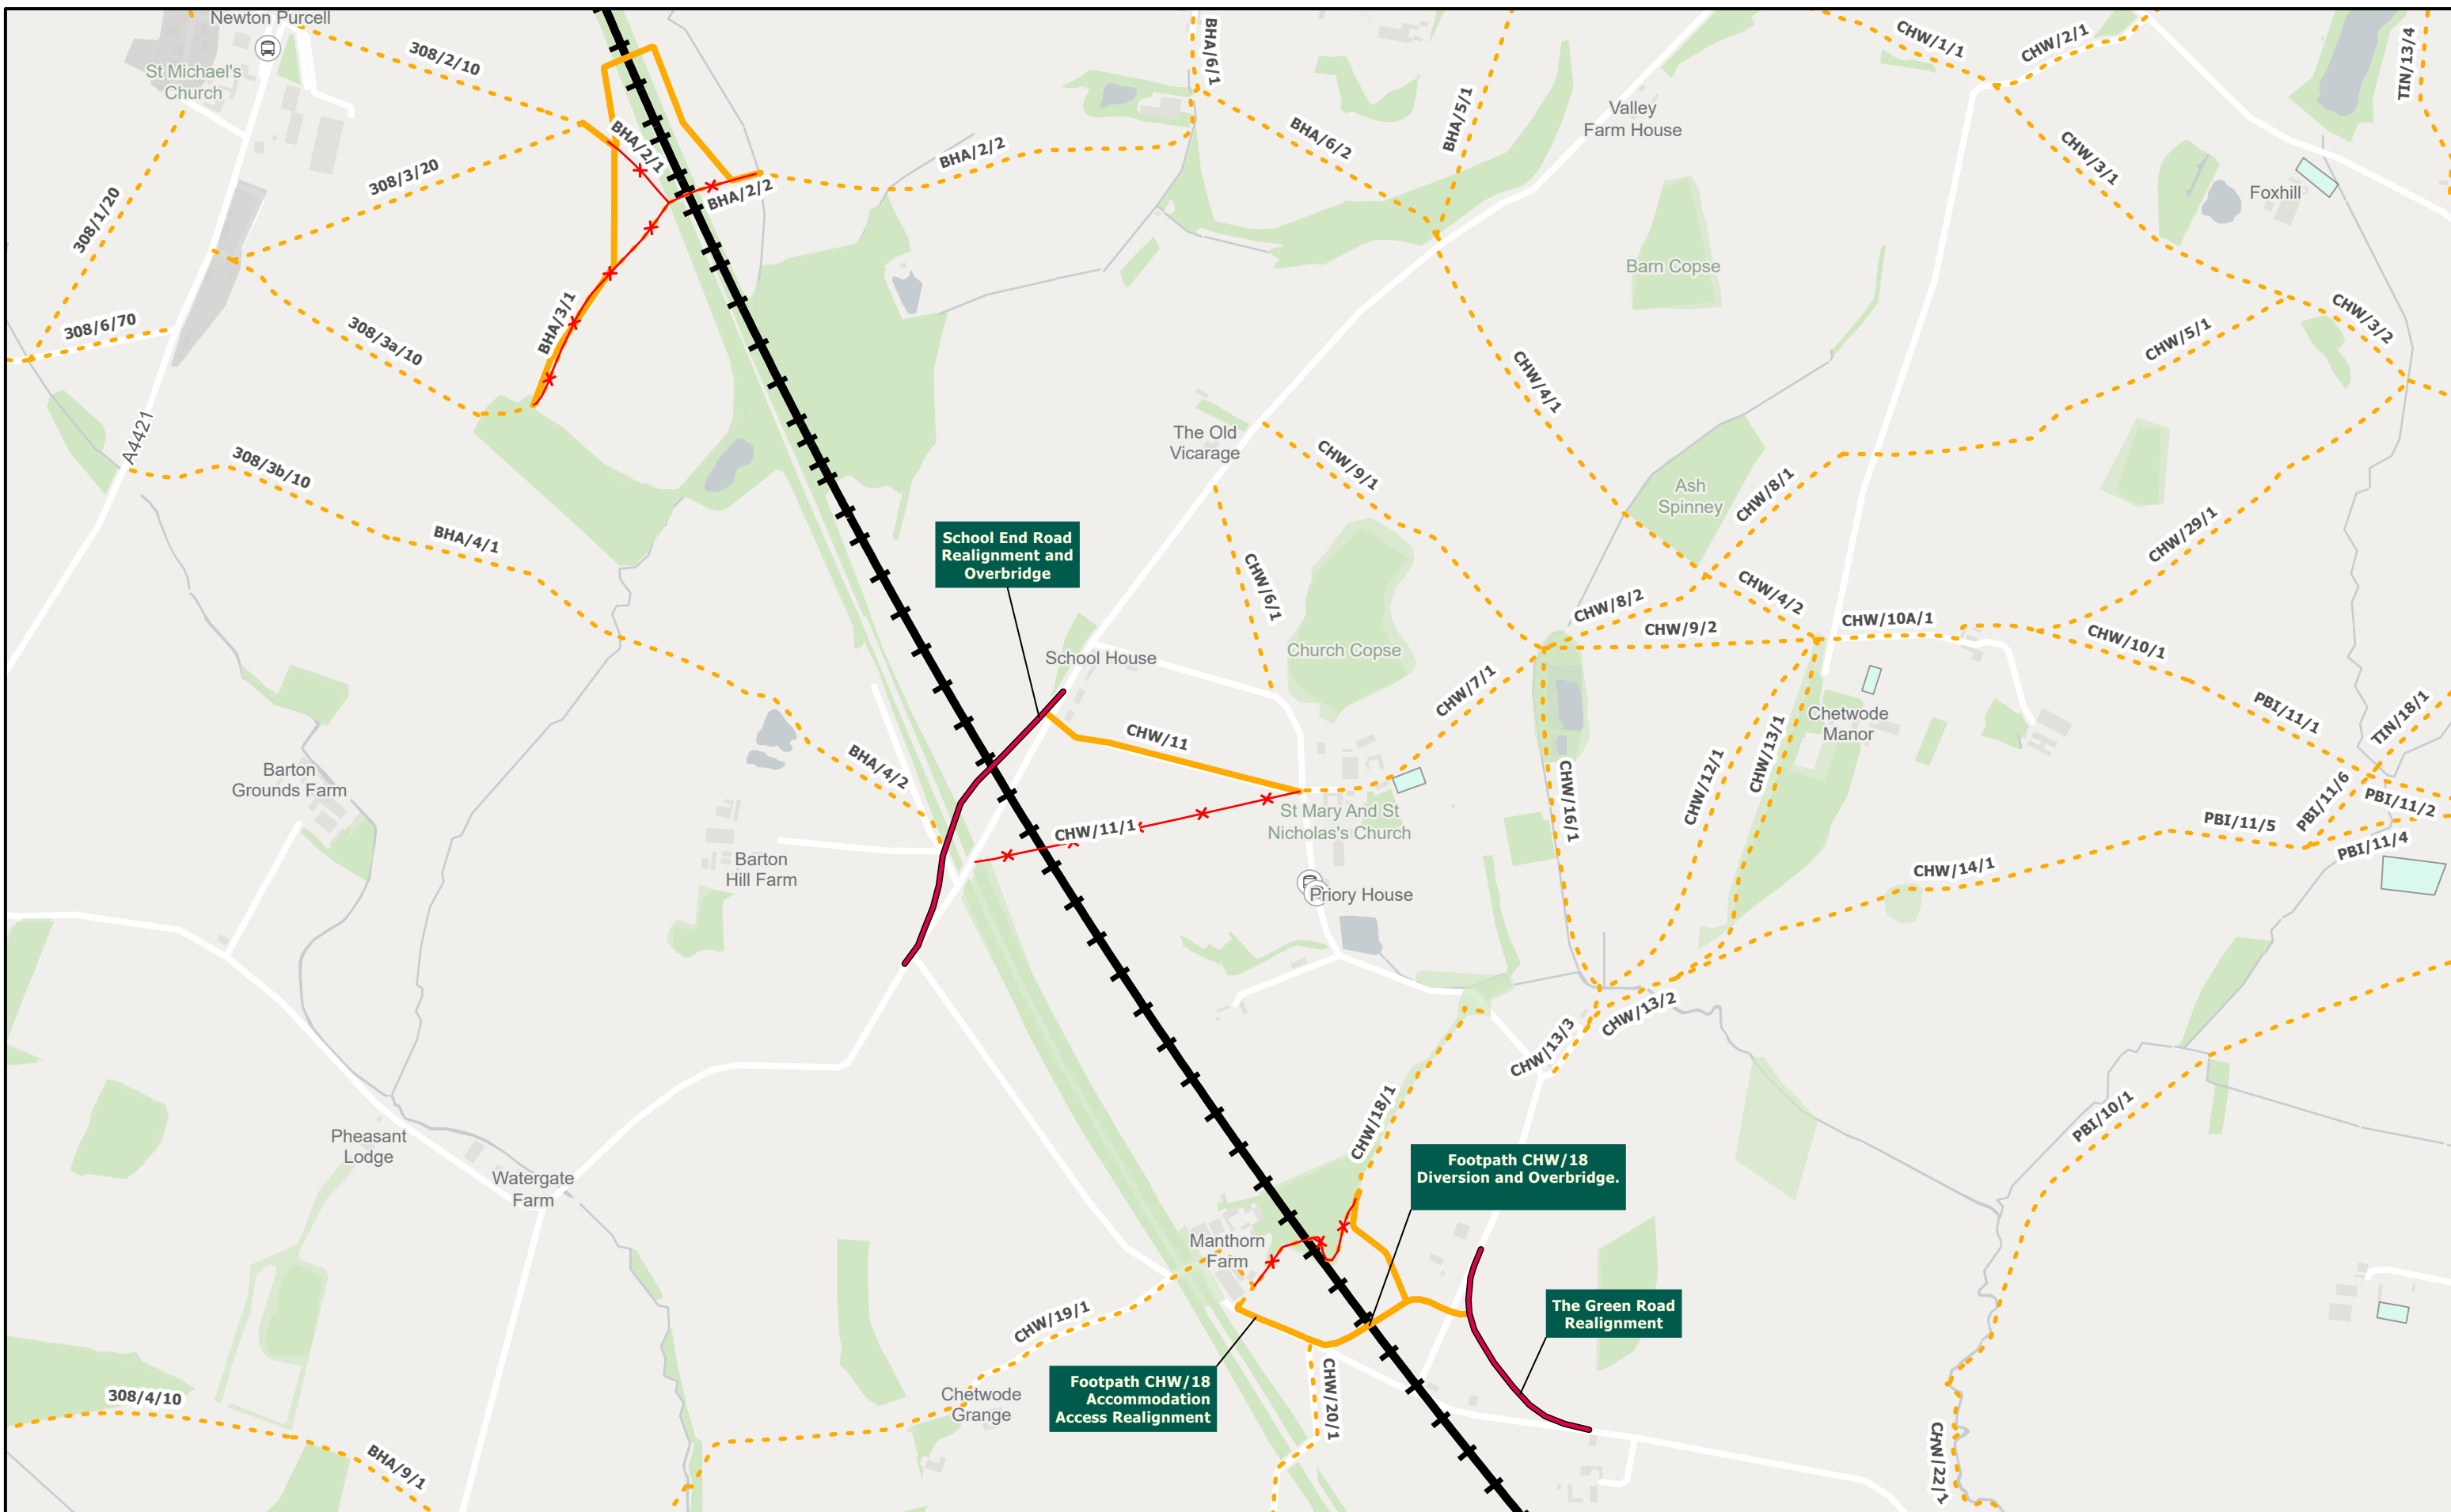 Newton Purcell
St Michael's
Church
308/2/10
BHA/6/1
CHW/1/1
CHW/2/1
TIN/13/4
308/1/20
308/3/20
BHA/2/1
BHA/2/2
BHA/2/2
BHA/6/2
BHA/5/1
Valley
Farm House
CHW/3/1
Foxhill
308/6/70
308/3a/10
BHA/3/1
Barn Copse
CHW/3/2
CHW/5/1
CHW/4/1
A4421
308/3b/10
BHA/4/1
The Old
Vicarage
CHW/9/1
Ash
Spinney
CHW/8/1
CHW/29/1
School End Road
Realignment and
Overbridge
CHW/6/1
CHW/8/2
CHW/4/2
CHW/9/2
CHW/10A/1
CHW/10/1
School House
Church Copse
CHW/7/1
CHW/11
CHW/12/1
CHW/13/1
Chetwode
Manor
PBI/11/1
TIN/18/1
Barton
Grounds Farm
BHA/4/2
CHW/16/1
PBI/11/6
PBI/11/2
PBI/11/5
PBI/11/4
CHW/11/1
St Mary And St
Nicholas's Church
Barton
Hill Farm
Priory House
CHW/14/1
CHW/13/2
CHW/13/3
CHW/18/1
PBI/10/1
Pheasant
Lodge
Watergate
Farm
Footpath CHW/18
Diversion and Overbridge.
Manthorn
Farm
CHW/19/1
The Green Road
Realignment
Footpath CHW/18
Accommodation
Access Realignment
CHW/20/1
Chetwode
Grange
308/4/10
BHA/9/1
CHW/22/1